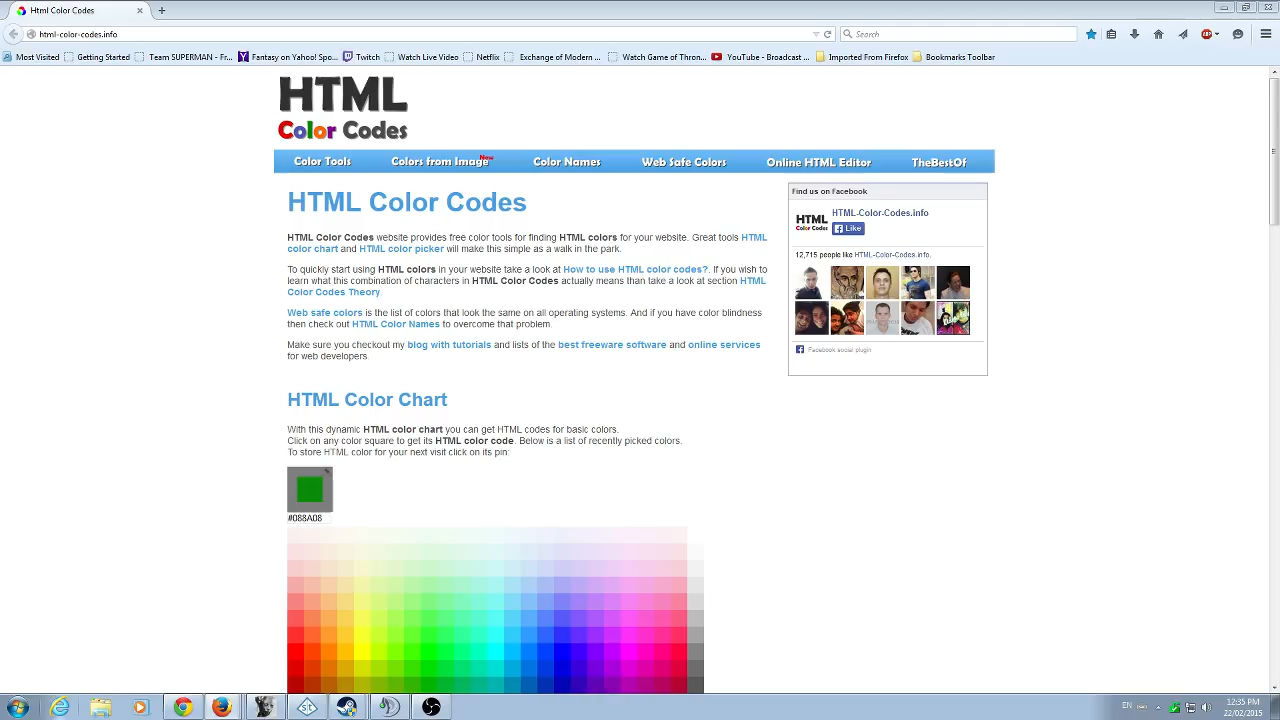 Html Color Codes
html-color-codes.info
Search
Most Visited
Getting Started
Team SUPERMAN - Fr...
Fantasy on Yahoo! Spo...
Twitch
Watch Live Video
Netflix
Exchange of Modern ...
Watch Game of Thron...
YouTube - Broadcast ...
Imported From Firefox
Bookmarks Toolbar
HTML
Color Codes
Color Tools
Colors from Image
New
Color Names
Web Safe Colors
Online HTML Editor
TheBestOf
HTML Color Codes
HTML Color Codes website provides free color tools for finding HTML colors for your website. Great tools HTML
color chart and HTML color picker will make this simple as a walk in the park.
To quickly start using HTML colors in your website take a look at How to use HTML color codes?. If you wish to
learn what this combination of characters in HTML Color Codes actually means than take a look at section HTML
Color Codes Theory.
Web safe colors is the list of colors that look the same on all operating systems. And if you have color blindness
then check out HTML Color Names to overcome that problem.
Make sure you checkout my blog with tutorials and lists of the best freeware software and online services
for web developers.
Find us on Facebook
HTML
Color Codes
HTML-Color-Codes.info
Like
12,715 people like HTML-Color-Codes.info.
Facebook social plugin
HTML Color Chart
With this dynamic HTML color chart you can get HTML codes for basic colors.
Click on any color square to get its HTML color code. Below is a list of recently picked colors.
To store HTML color for your next visit click on its pin:
#088A08
EN
12:35 PM
22/02/2015